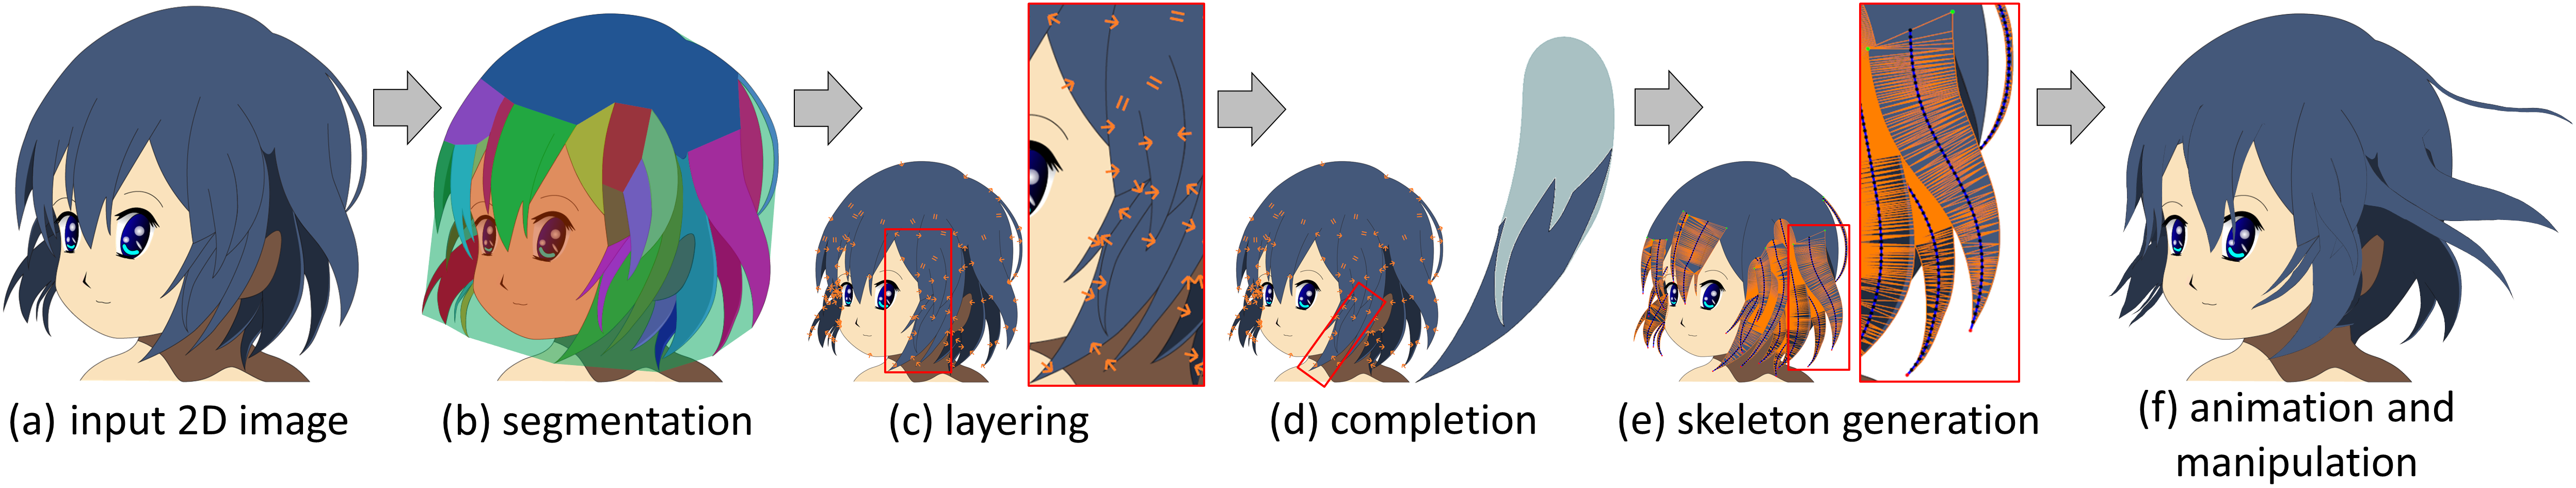 (a) input 2D image
(b) segmentation
(c) layering
(d) completion
(e) skeleton generation
(f) animation and
manipulation